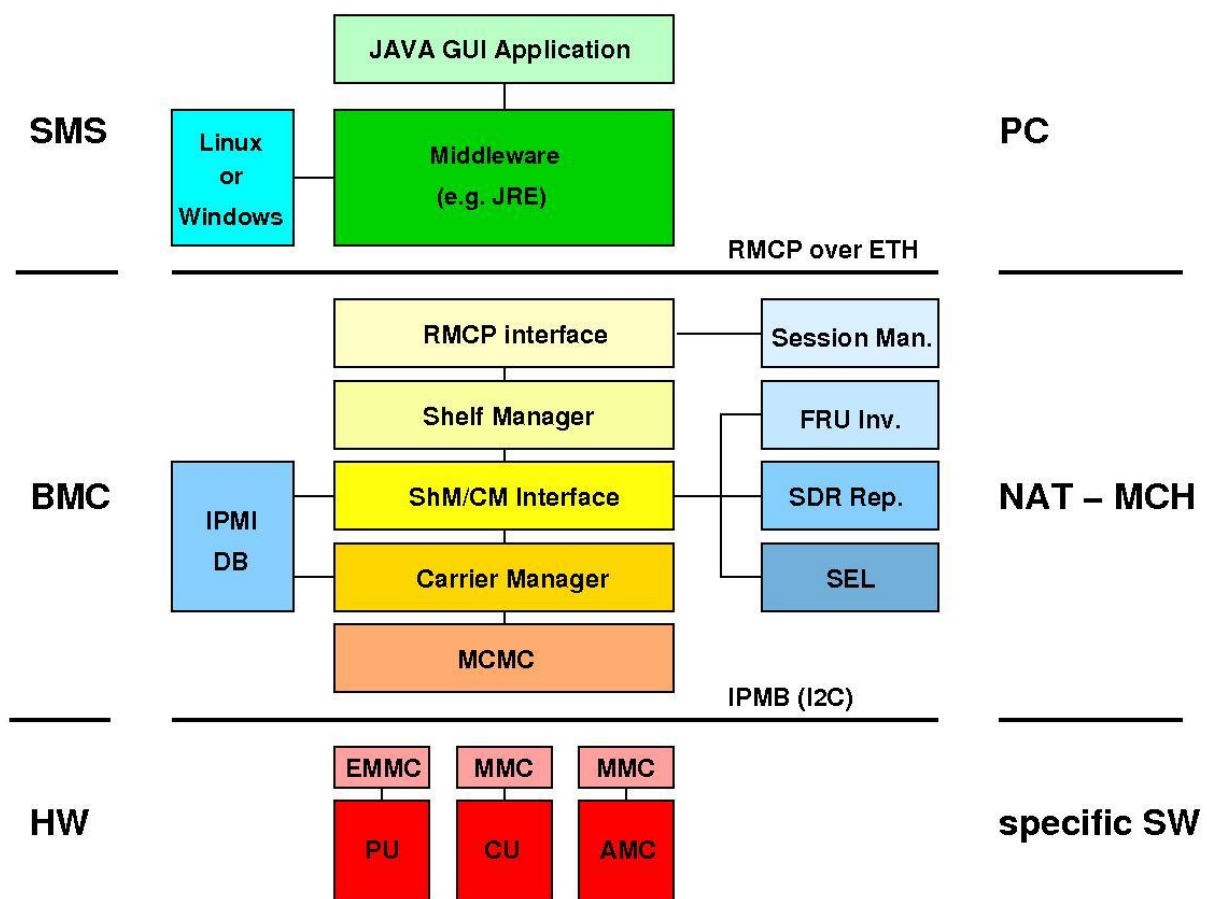 JAVA GUI Application
SMS
Linux
or
Windows
Middleware
(e.g. JRE)
PC
RMCP over ETH
RMCP interface
Session Man.
Shelf Manager
FRU Inv.
BMC
IPMI
DB
ShM/CM Interface
SDR Rep.
NAT – MCH
Carrier Manager
SEL
MCMC
IPMB (I2C)
EMMC
MMC
MMC
HW
PU
CU
AMC
specific SW